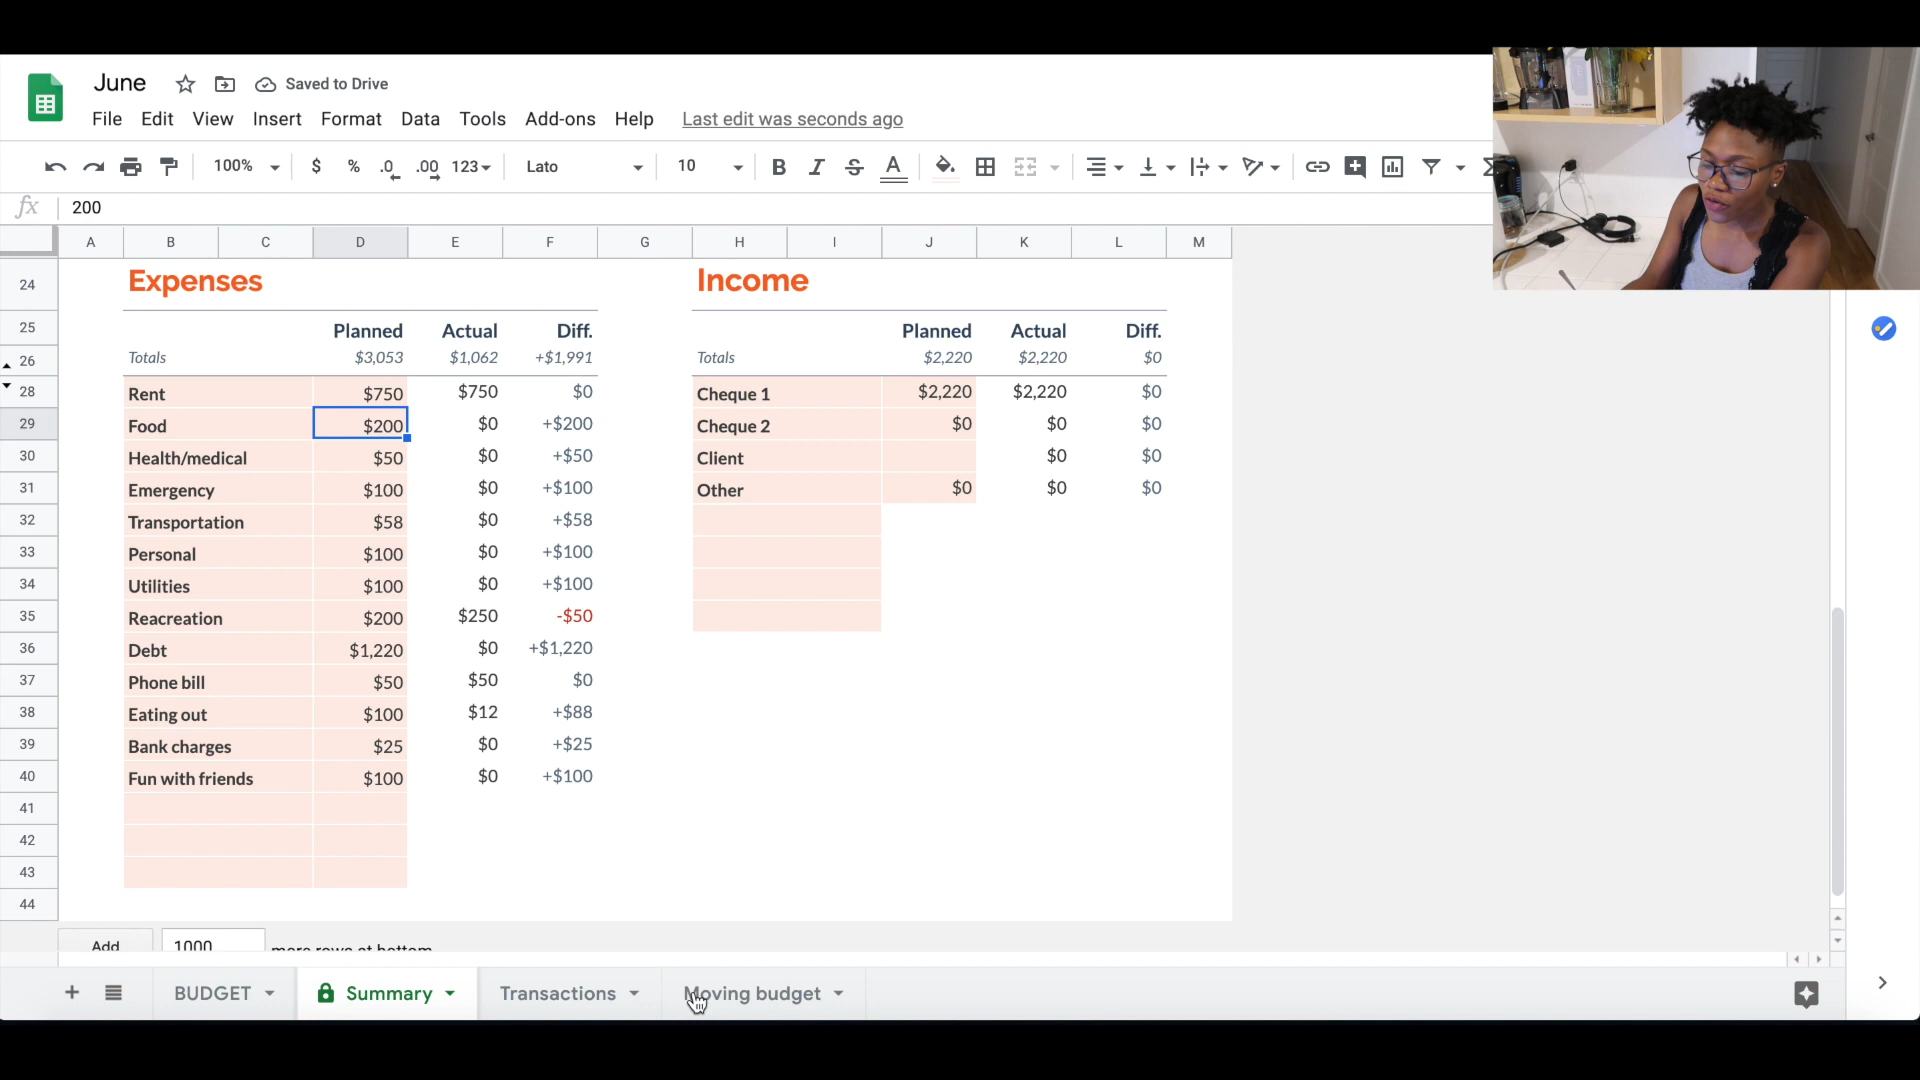 June Saved to Drive
File Edit View Insert Format Data Tools Add-ons Help Last edit was seconds ago
100% $ % .0 .00 123 Lato 10 B I S A Σ
fx 200
A B C D E F G H I J K L M
24 Expenses Income
25 Planned Actual Diff. Planned Actual Diff.
26 Totals $3,053 $1,062 +$1,991 Totals $2,220 $2,220 $0
28 Rent $750 $750 $0 Cheque 1 $2,220 $2,220 $0
29 Food $200 $0 +$200 Cheque 2 $0 $0 $0
30 Health/medical $50 $0 +$50 Client $0 $0
31 Emergency $100 $0 +$100 Other $0 $0 $0
32 Transportation $58 $0 +$58
33 Personal $100 $0 +$100
34 Utilities $100 $0 +$100
35 Reacreation $200 $250 -$50
36 Debt $1,220 $0 +$1,220
37 Phone bill $50 $50 $0
38 Eating out $100 $12 +$88
39 Bank charges $25 $0 +$25
40 Fun with friends $100 $0 +$100
41
42
43
44
Add 1000 more rows at bottom
BUDGET Summary Transactions Moving budget